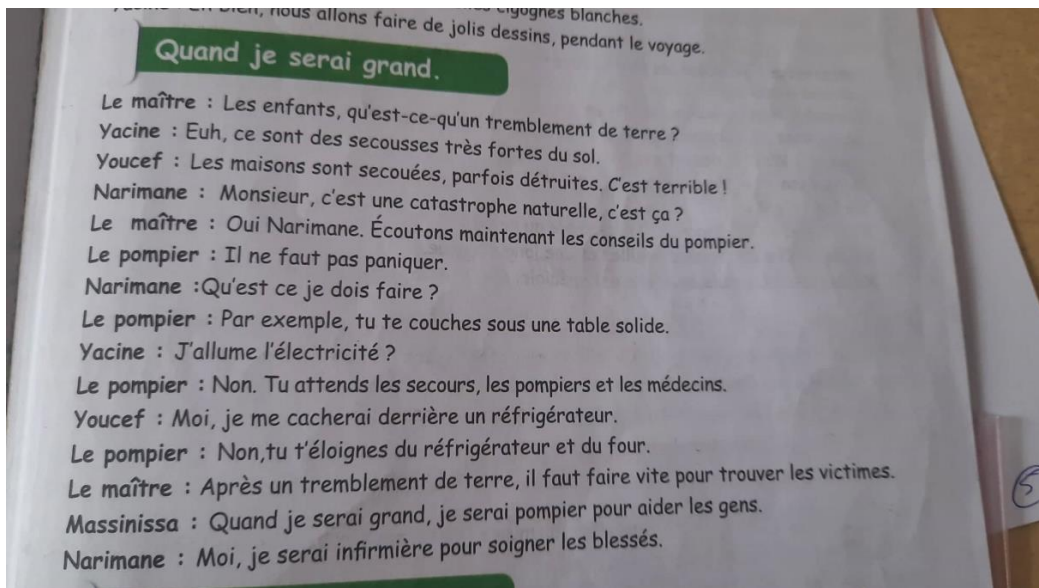 cigognes blanches.
nous allons faire de jolis dessins, pendant le voyage.
Quand je serai grand.
Le maître : Les enfants, qu'est-ce-qu'un tremblement de terre ?
Yacine : Euh, ce sont des secousses très fortes du sol.
Youcef : Les maisons sont secouées, parfois détruites. C'est terrible !
Narimane : Monsieur, c'est une catastrophe naturelle, c'est ça ?
Le maître : Oui Narimane. Écoutons maintenant les conseils du pompier.
Le pompier : Il ne faut pas paniquer.
Narimane :Qu'est ce je dois faire ?
Le pompier : Par exemple, tu te couches sous une table solide.
Yacine : J'allume l'électricité ?
Le pompier : Non. Tu attends les secours, les pompiers et les médecins.
Youcef : Moi, je me cacherai derrière un réfrigérateur.
Le pompier : Non,tu t'éloignes du réfrigérateur et du four.
Le maître : Après un tremblement de terre, il faut faire vite pour trouver les victimes.
Massinissa : Quand je serai grand, je serai pompier pour aider les gens.
Narimane : Moi, je serai infirmière pour soigner les blessés.